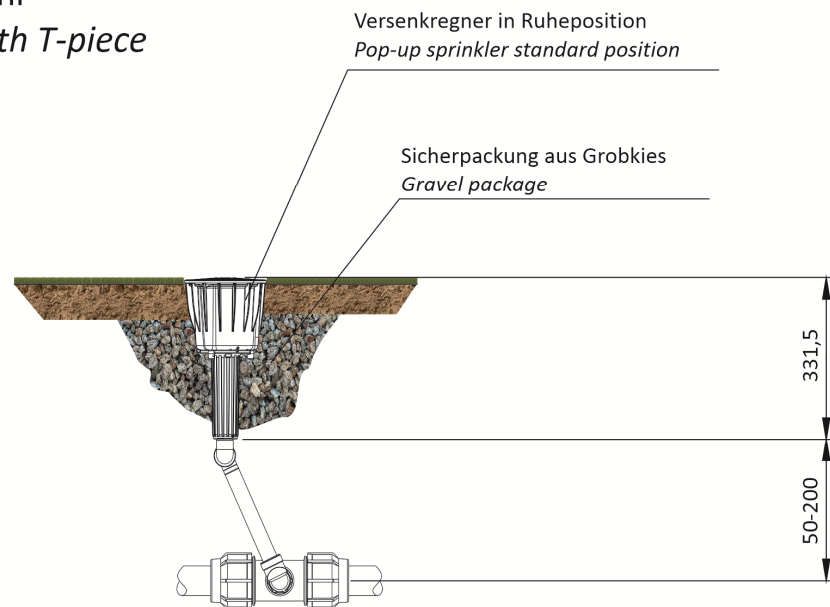 th T-piece
Versenkregner in Ruheposition
Pop-up sprinkler standard position
Sicherpackung aus Grobkies
Gravel package
331,5
50-200